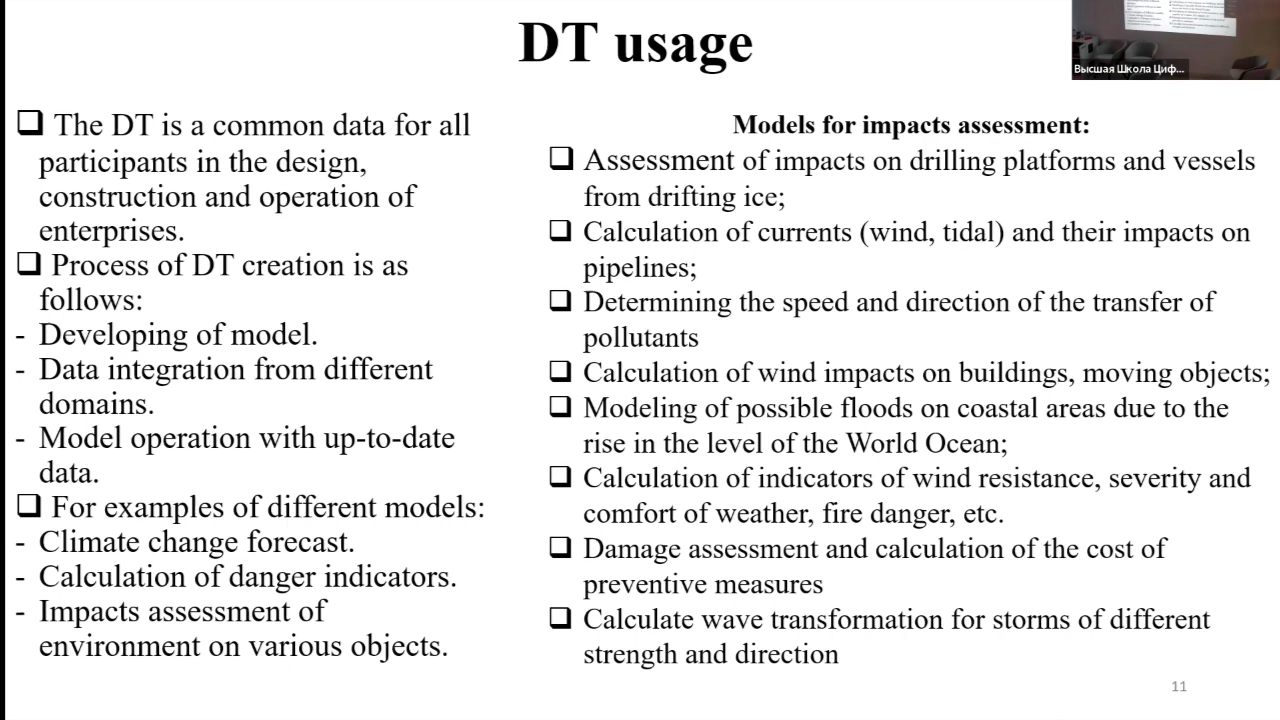 DT usage
Высшая Школа Циф...
❑ The DT is a common data for all
participants in the design,
construction and operation of
enterprises.
❑ Process of DT creation is as
follows:
- Developing of model.
- Data integration from different
domains.
- Model operation with up-to-date
data.
❑ For examples of different models:
- Climate change forecast.
- Calculation of danger indicators.
- Impacts assessment of
environment on various objects.
Models for impacts assessment:
❑ Assessment of impacts on drilling platforms and vessels
from drifting ice;
❑ Calculation of currents (wind, tidal) and their impacts on
pipelines;
❑ Determining the speed and direction of the transfer of
pollutants
❑ Calculation of wind impacts on buildings, moving objects;
❑ Modeling of possible floods on coastal areas due to the
rise in the level of the World Ocean;
❑ Calculation of indicators of wind resistance, severity and
comfort of weather, fire danger, etc.
❑ Damage assessment and calculation of the cost of
preventive measures
❑ Calculate wave transformation for storms of different
strength and direction
11